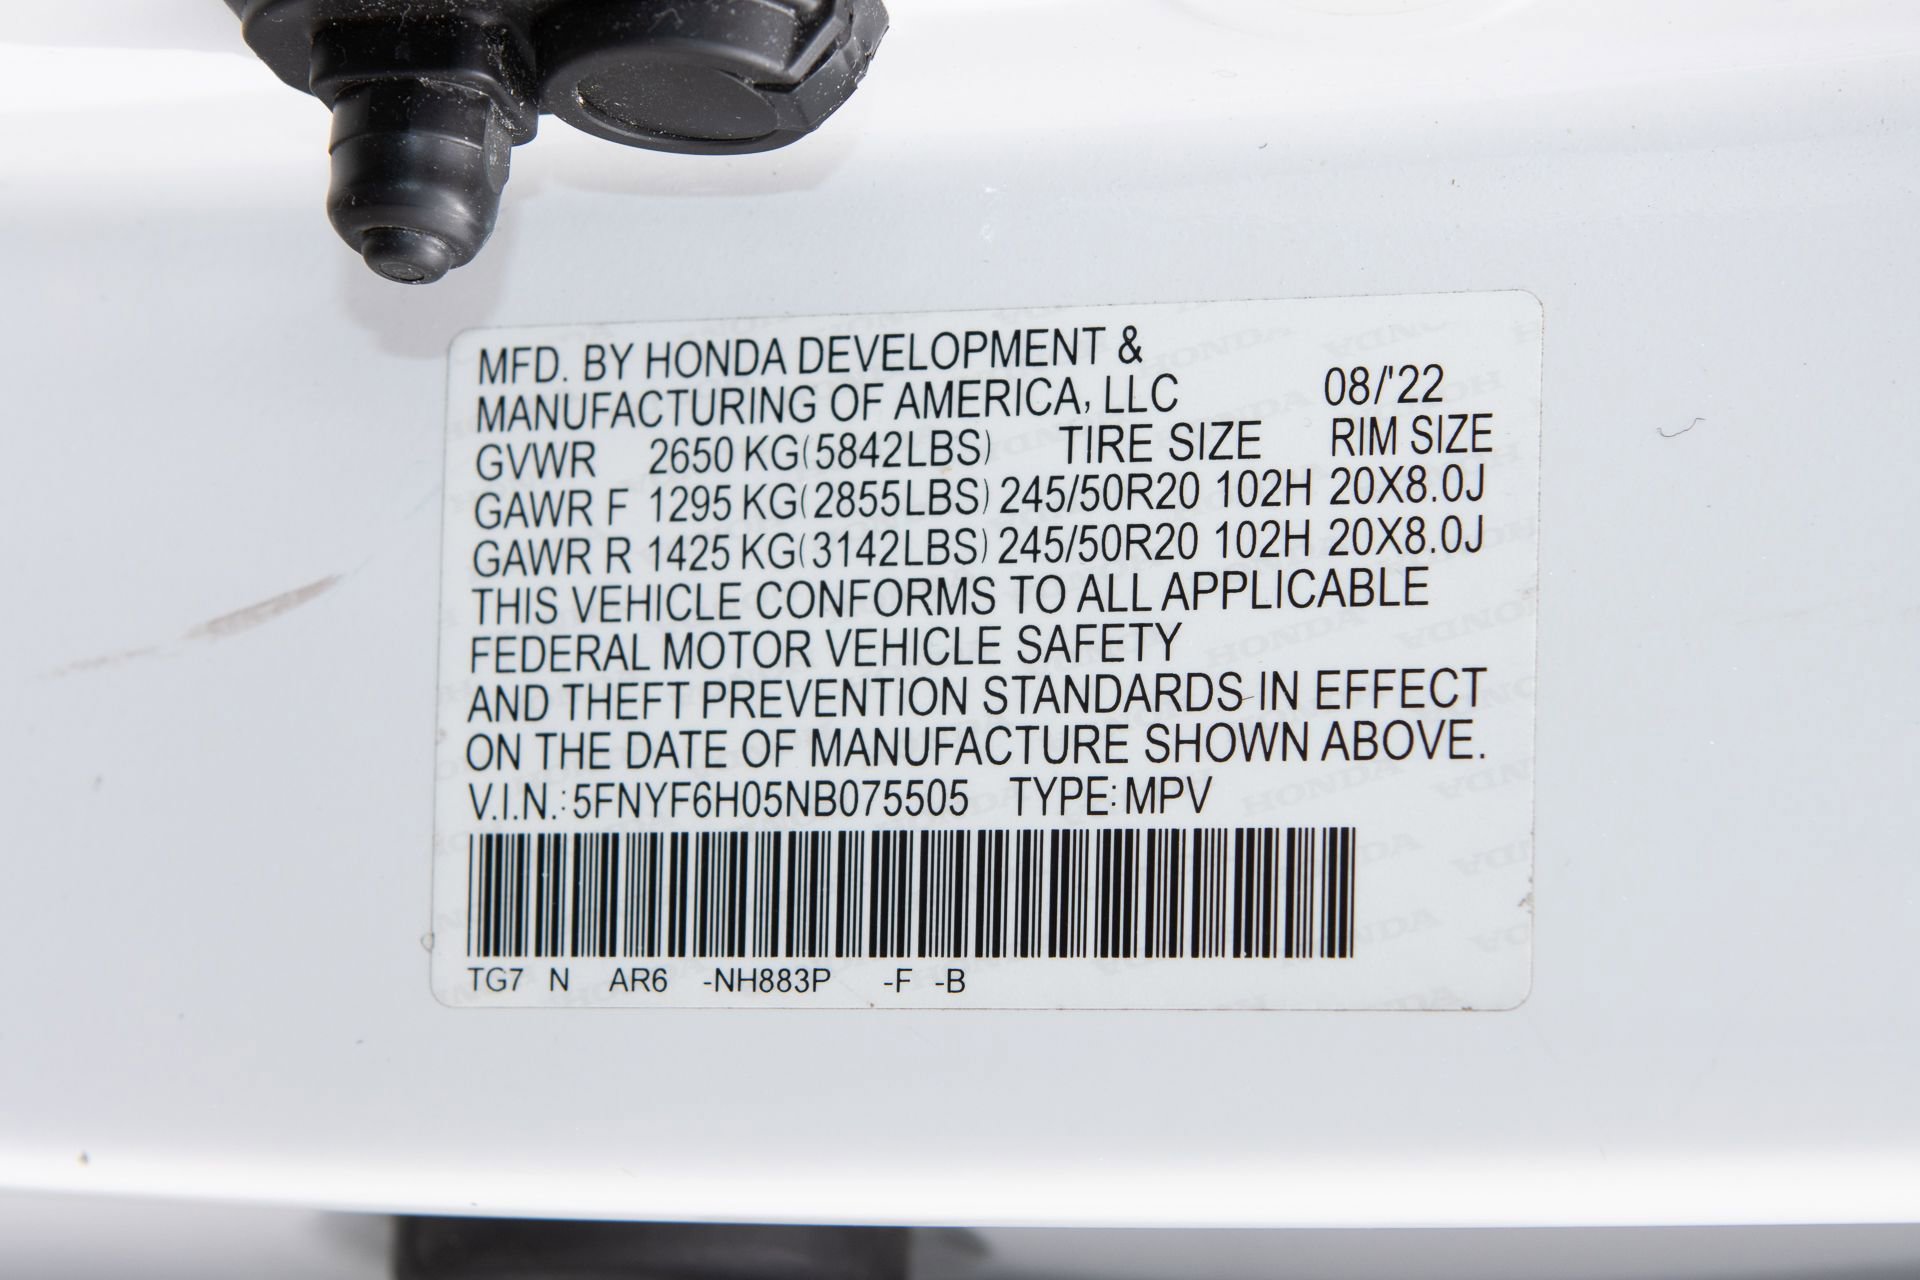 MFD. BY HONDA DEVELOPMENT &
MANUFACTURING OF AMERICA, LLC 08/'22
GVWR 2650 KG(5842LBS) TIRE SIZE RIM SIZE
GAWR F 1295 KG(2855LBS) 245/50R20 102H 20X8.0J
GAWR R 1425 KG(3142LBS) 245/50R20 102H 20X8.0J
THIS VEHICLE CONFORMS TO ALL APPLICABLE
FEDERAL MOTOR VEHICLE SAFETY
AND THEFT PREVENTION STANDARDS IN EFFECT
ON THE DATE OF MANUFACTURE SHOWN ABOVE.
V.I.N.: 5FNYF6H05NB075505 TYPE: MPV
TG7 N AR6 -NH883P -F -B